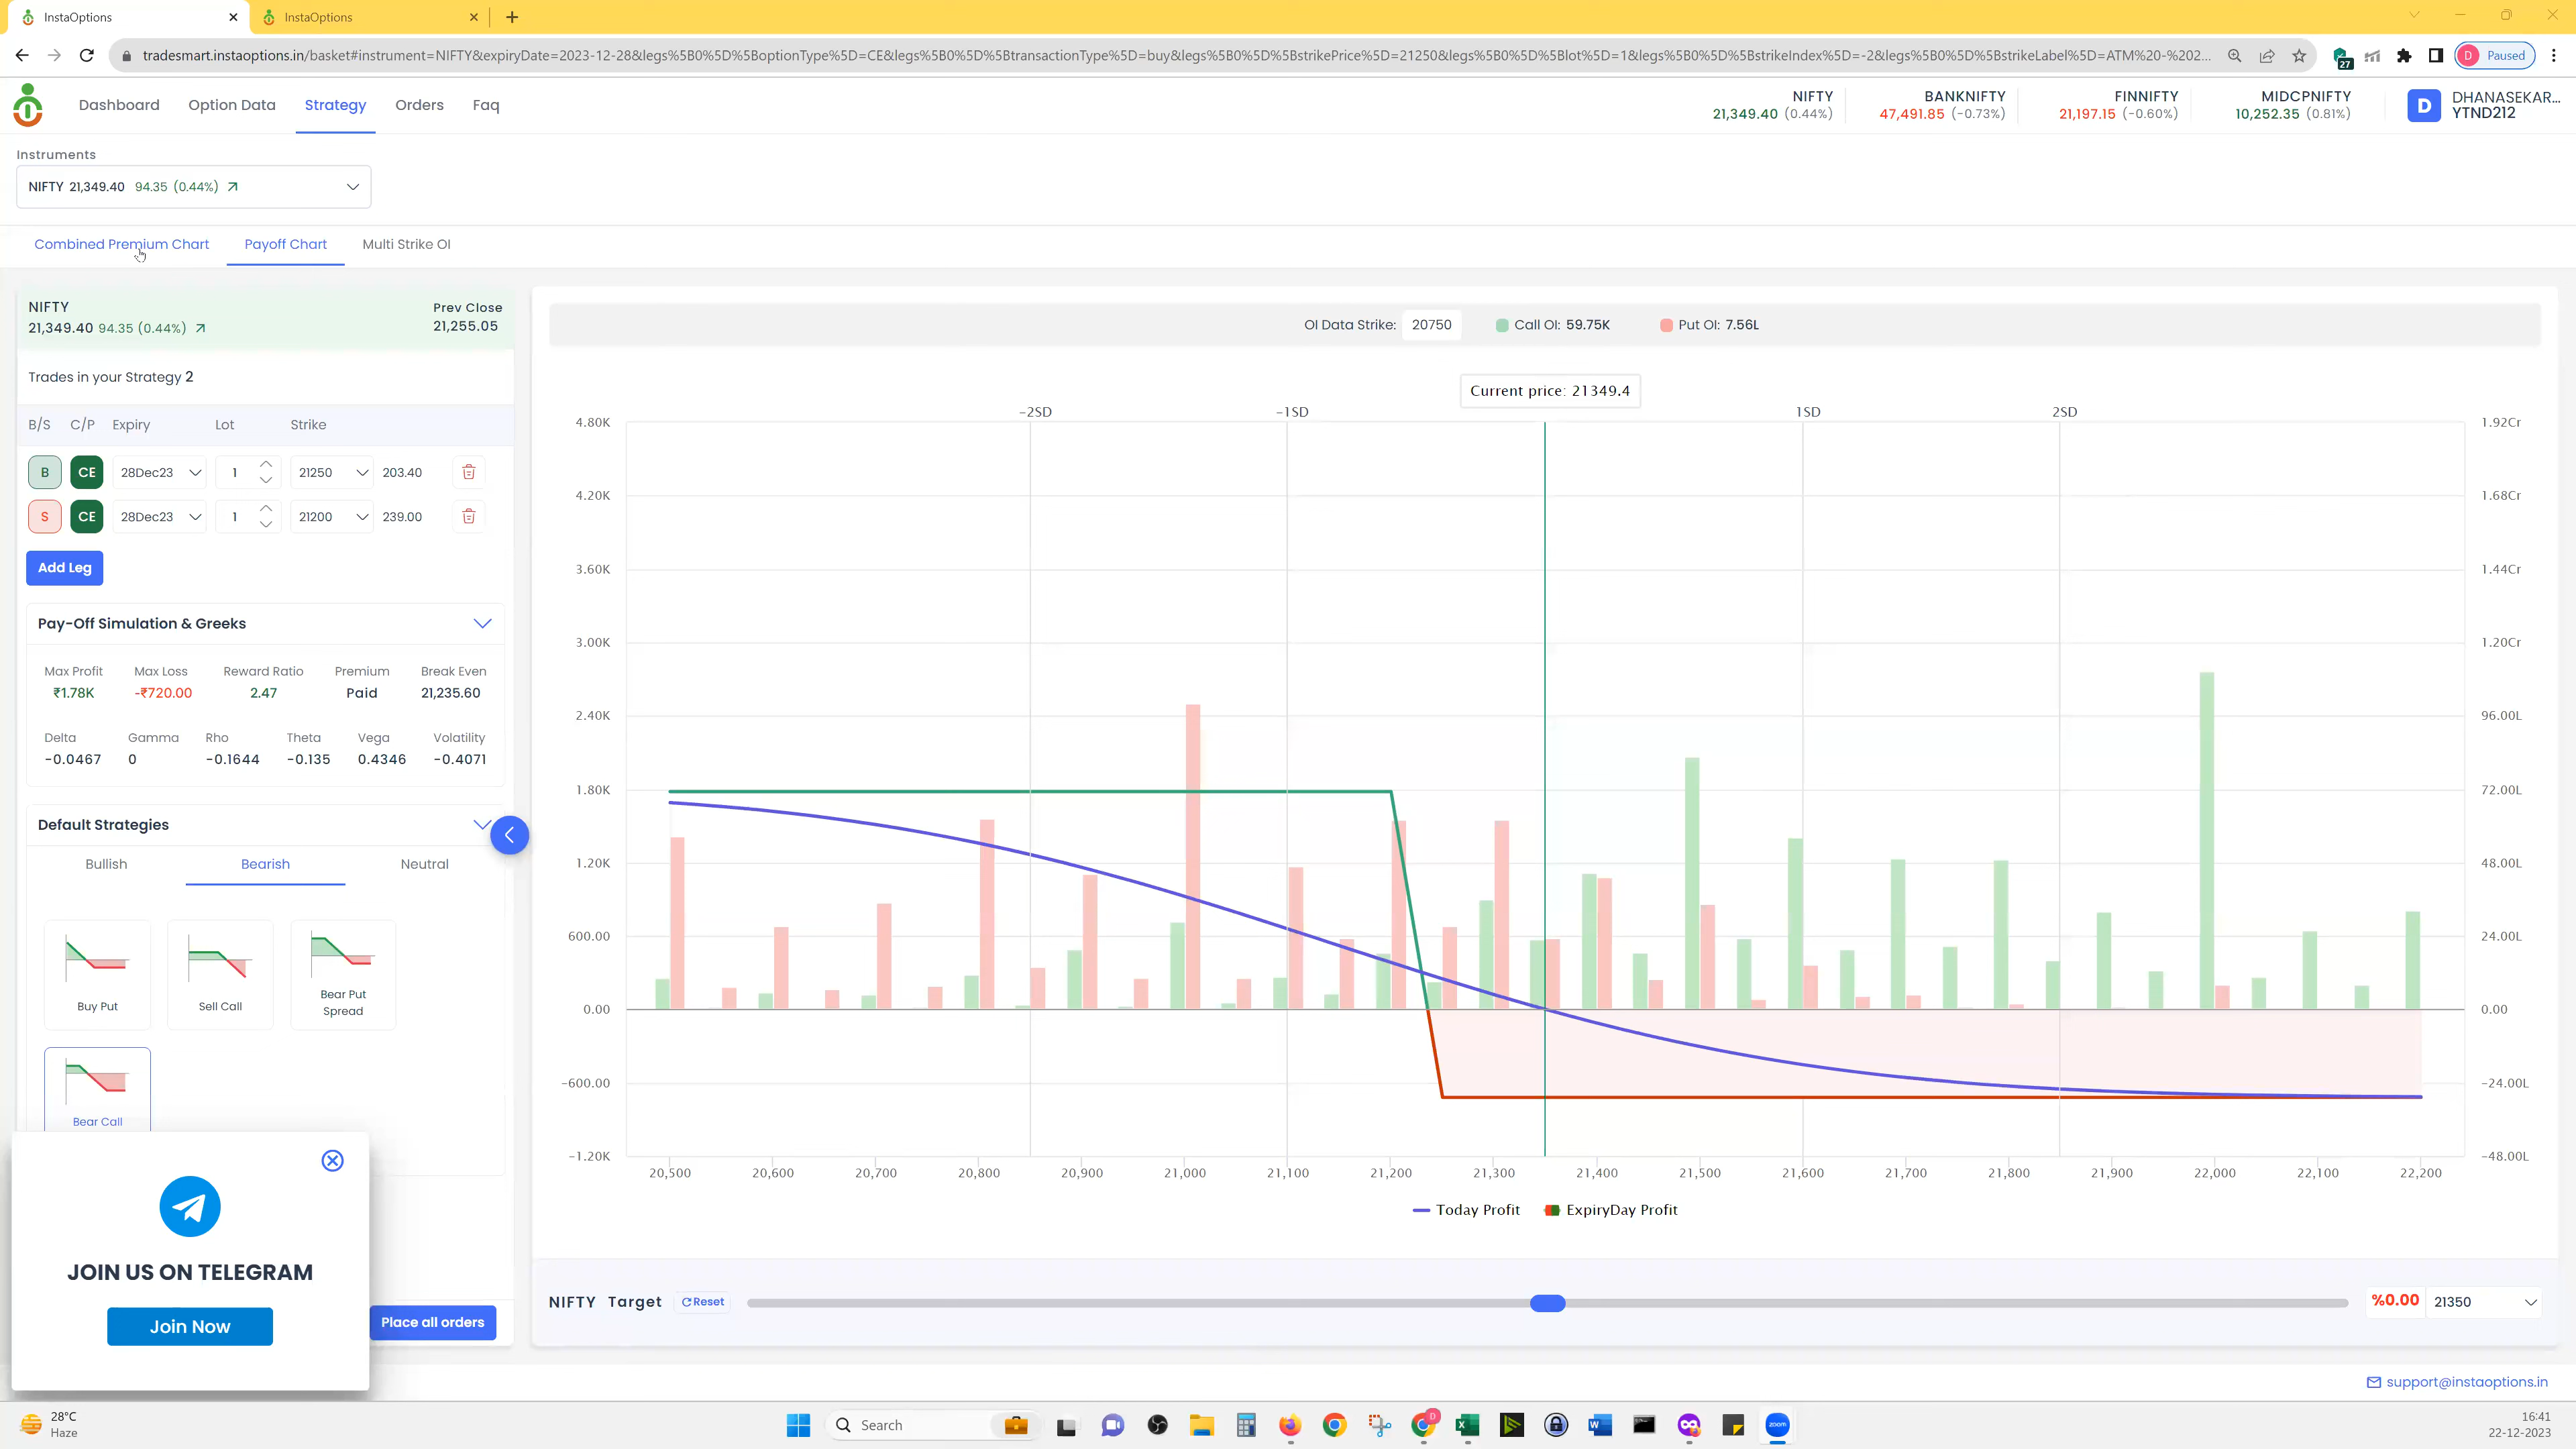 InstaOptions
InstaOptions
tradesmart.instaoptions.in/basket#instrument=NIFTY&expiryDate=2023-12-28&legs%5B0%5D%5BoptionType%5D=CE&legs%5B0%5D%5BtransactionType%5D=buy&legs%5B0%5D%5BstrikePrice%5D=21250&legs%5B0%5D%5Blot%5D=1&legs%5B0%5D%5BstrikeIndex%5D=-2&legs%5B0%5D%5BstrikeLabel%5D=ATM%20-%202...
27
D Paused
Dashboard Option Data Strategy Orders Faq
NIFTY
21,349.40 (0.44%)
BANKNIFTY
47,491.85 (-0.73%)
FINNIFTY
21,197.15 (-0.60%)
MIDCPNIFTY
10,252.35 (0.81%)
D
DHANASEKAR...
YTND212
Instruments
NIFTY 21,349.40 94.35 (0.44%)
Combined Premium Chart Payoff Chart Multi Strike OI
NIFTY
21,349.40 94.35 (0.44%)
Prev Close
21,255.05
Trades in your Strategy 2
B/S C/P Expiry Lot Strike
B CE 28Dec23 1 21250 203.40
S CE 28Dec23 1 21200 239.00
Add Leg
Pay-Off Simulation & Greeks
Max Profit Max Loss Reward Ratio Premium Break Even
₹1.78K -₹720.00 2.47 Paid 21,235.60
Delta Gamma Rho Theta Vega Volatility
-0.0467 0 -0.1644 -0.135 0.4346 -0.4071
Default Strategies
Bullish Bearish Neutral
Buy Put
Sell Call
Bear Put
Spread
Bear Call
JOIN US ON TELEGRAM
Join Now
Place all orders
OI Data Strike: 20750 Call OI: 59.75K Put OI: 7.56L
Current price: 21349.4
-2SD -1SD 1SD 2SD
4.80K 1.92Cr
4.20K 1.68Cr
3.60K 1.44Cr
3.00K 1.20Cr
2.40K 96.00L
1.80K 72.00L
1.20K 48.00L
600.00 24.00L
0.00 0.00
-600.00 -24.00L
-1.20K -48.00L
20,500 20,600 20,700 20,800 20,900 21,000 21,100 21,200 21,300 21,400 21,500 21,600 21,700 21,800 21,900 22,000 22,100 22,200
Today Profit ExpiryDay Profit
NIFTY Target Reset %0.00 21350
support@instaoptions.in
28°C
Haze
Search
D
zoom
16:41
22-12-2023